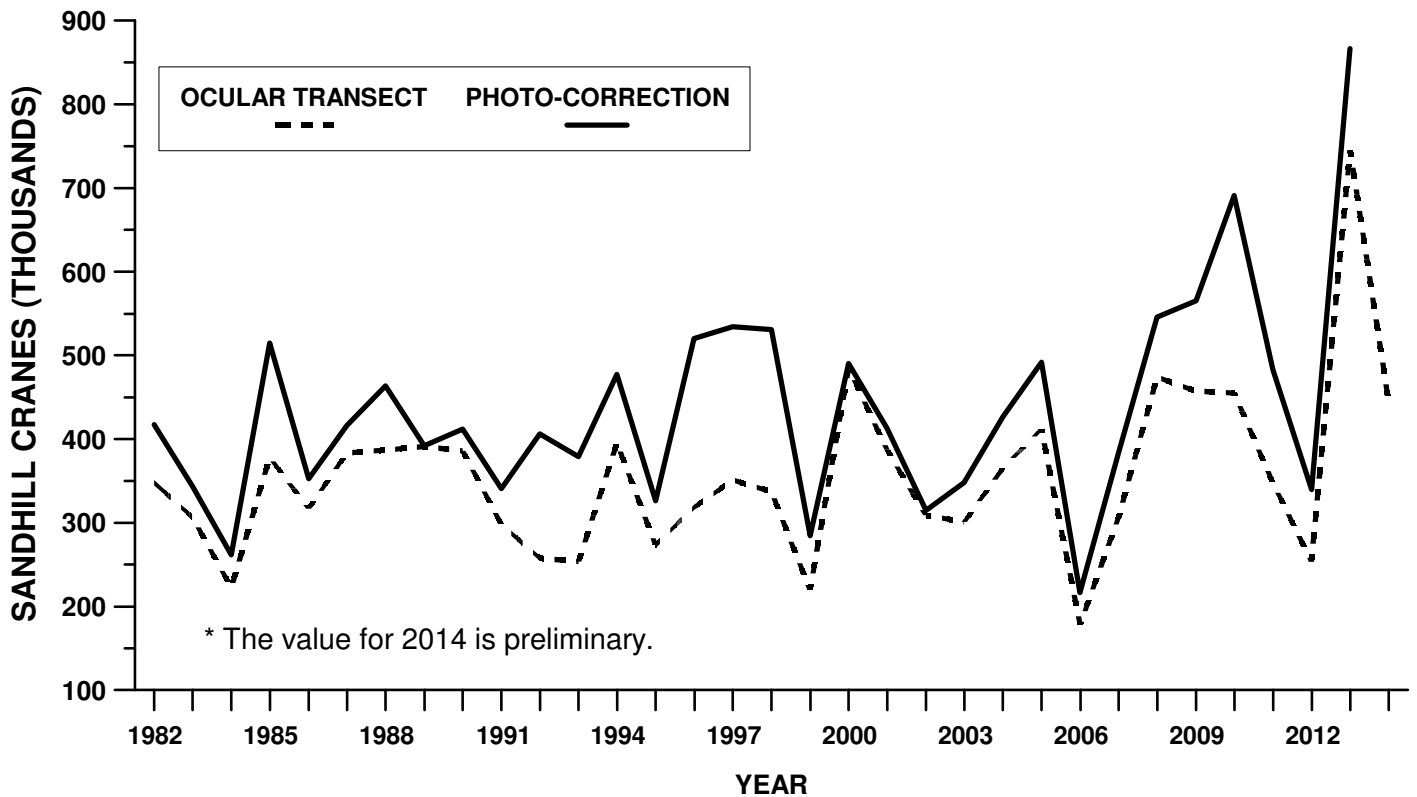 SANDHILL CRANES (THOUSANDS)
900
800
700
600
500
400
300
200
100
OCULAR TRANSECT PHOTO-CORRECTION
* The value for 2014 is preliminary.
1982 1985 1988 1991 1994 1997 2000 2003 2006 2009 2012
YEAR